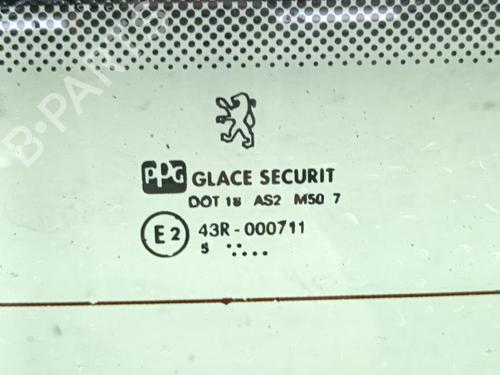 B-PARTS
PPG GLACE SECURIT
DOT 18 AS2 M50 7
E2 43R-000711
5